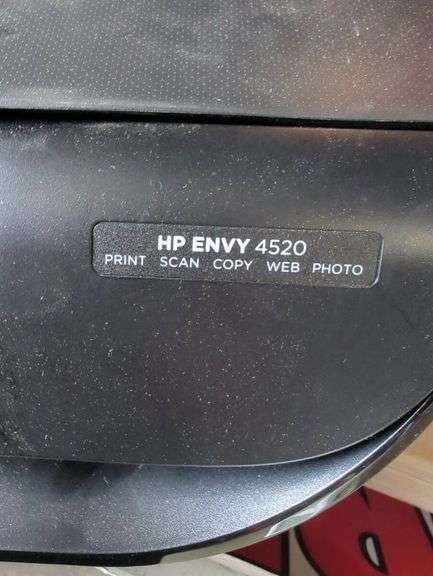 HP ENVY 4520
PRINT SCAN COPY WEB PHOTO